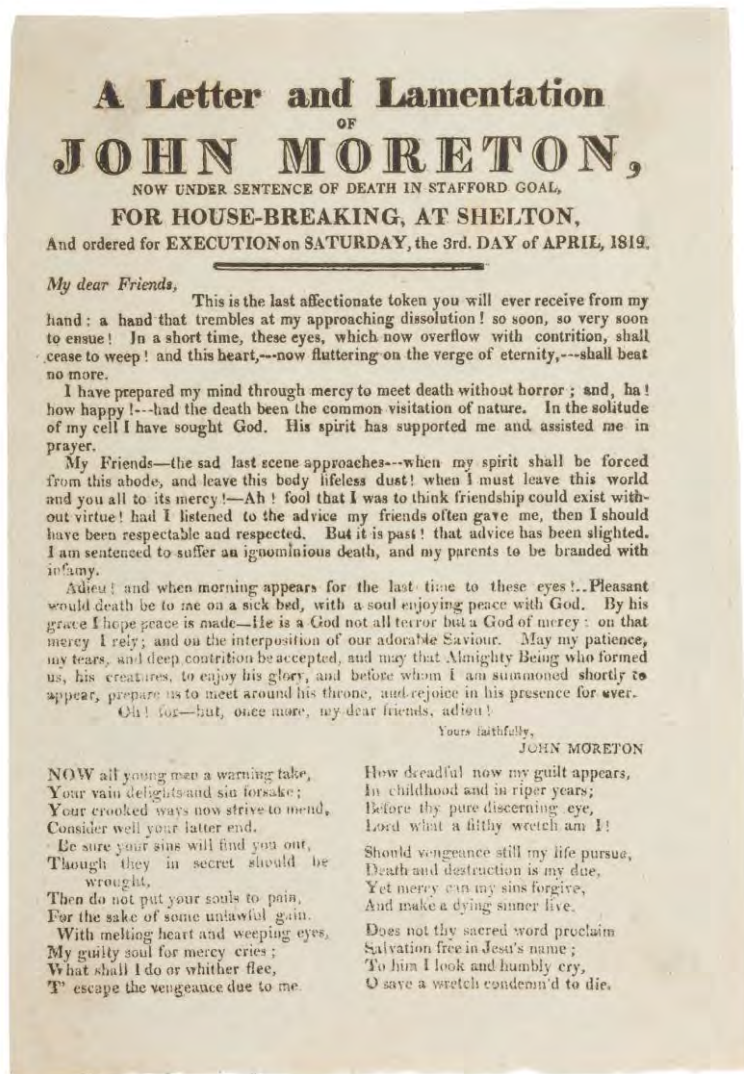 A Letter and Lamentation
OF
JOHN MORETON,
NOW UNDER SENTENCE OF DEATH IN STAFFORD GOAL,
FOR HOUSE-BREAKING, AT SHELTON,
And ordered for EXECUTION on SATURDAY, the 3rd. DAY of APRIL, 1819.
My dear Friends,
This is the last affectionate token you will ever receive from my
hand: a hand that trembles at my approaching dissolution! so soon, so very soon
to ensue! In a short time, these eyes, which now overflow with contrition, shall
cease to weep! and this heart,---now fluttering on the verge of eternity,---shall beat
no more.
I have prepared my mind through mercy to meet death without horror; and, ha!
how happy!---had the death been the common visitation of nature. In the solitude
of my cell I have sought God. His spirit has supported me and assisted me in
prayer.
My Friends—the sad last scene approaches---when my spirit shall be forced
from this abode, and leave this body lifeless dust! when I must leave this world
and you all to its mercy!—Ah! fool that I was to think friendship could exist with-
out virtue! had I listened to the advice my friends often gave me, then I should
have been respectable and respected. But it is past! that advice has been slighted.
I am sentenced to suffer an ignominious death, and my parents to be branded with
infamy.
Adieu! and when morning appears for the last time to these eyes!..Pleasant
would death be to me on a sick bed, with a soul enjoying peace with God. By his
grace I hope peace is made—He is a God not all terror but a God of mercy: on that
mercy I rely; and on the interposition of our adorable Saviour. May my patience,
my tears, and deep contrition be accepted, and may that Almighty Being who formed
us, his creatures, to enjoy his glory, and before whom I am summoned shortly to
appear, prepare us to meet around his throne, and rejoice in his presence for ever.
Oh! for—but, once more, my dear friends, adieu!
Yours faithfully,
JOHN MORETON
NOW all young men a warning take,
Your vain delights and sin forsake;
Your crooked ways now strive to mend,
Consider well your latter end.
Be sure your sins will find you out,
Though they in secret should be
wrought,
Then do not put your souls to pain,
For the sake of some unlawful gain.
With melting heart and weeping eyes,
My guilty soul for mercy cries;
What shall I do or whither flee,
T' escape the vengeance due to me.
How dreadful now my guilt appears,
In childhood and in riper years;
Before thy pure discerning eye,
Lord what a filthy wretch am I!
Should vengeance still my life pursue,
Death and destruction is my due,
Yet mercy can my sins forgive,
And make a dying sinner live.
Does not thy sacred word proclaim
Salvation free in Jesu's name;
To him I look and humbly cry,
O save a wretch condemn'd to die.